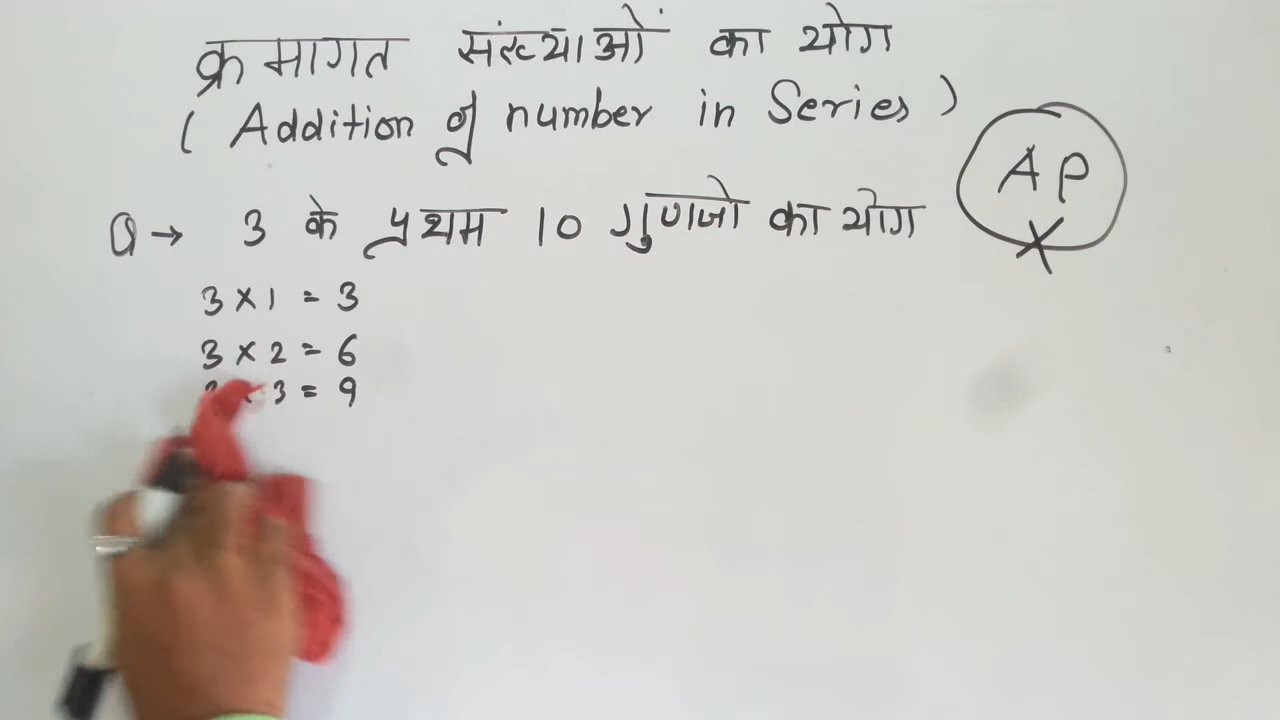 क्रमागत संख्याओं का योग
( Addition of number in Series )
AP
X
Q → 3 के प्रथम 10 गुणजो का योग
3 × 1 = 3
3 × 2 = 6
3 = 9